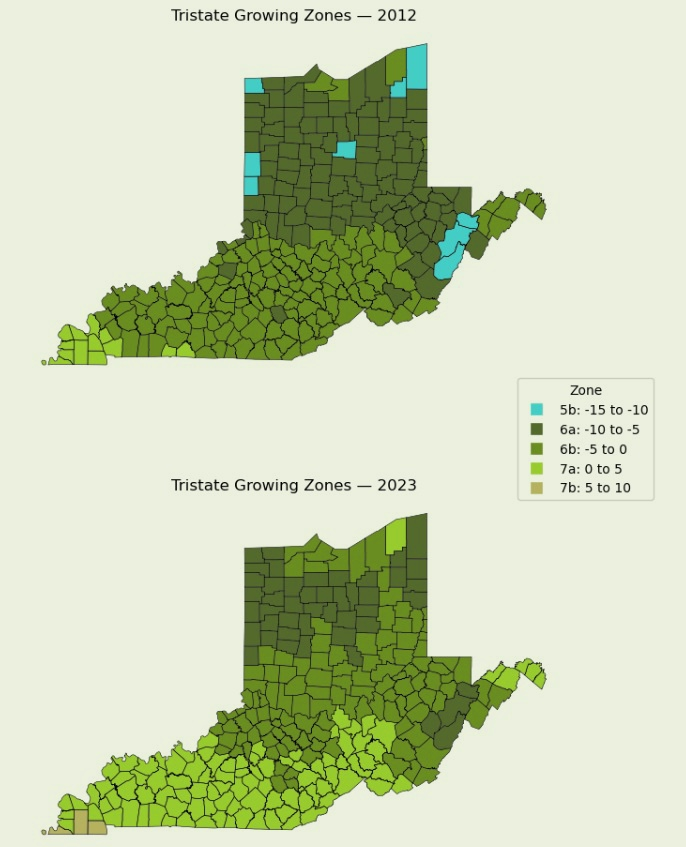 Tristate Growing Zones — 2012
Zone
5b: -15 to -10
6a: -10 to -5
6b: -5 to 0
7a: 0 to 5
7b: 5 to 10
Tristate Growing Zones — 2023